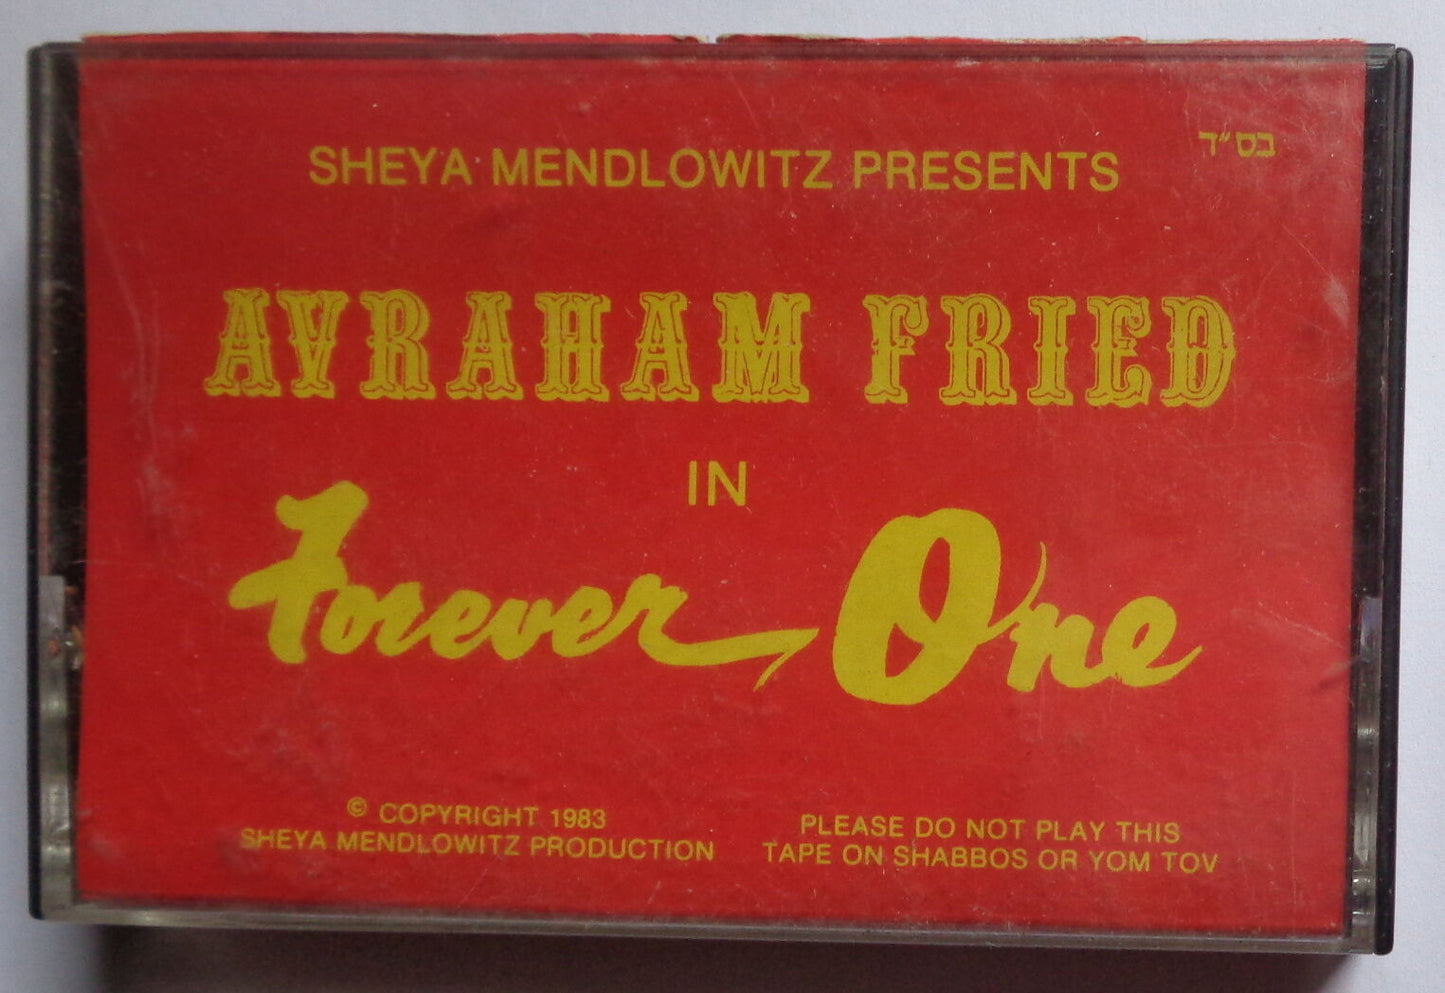 בס״ד
SHEYA MENDLOWITZ PRESENTS
AVRAHAM FRIED
IN
Forever One
© COPYRIGHT 1983
SHEYA MENDLOWITZ PRODUCTION
PLEASE DO NOT PLAY THIS
TAPE ON SHABBOS OR YOM TOV